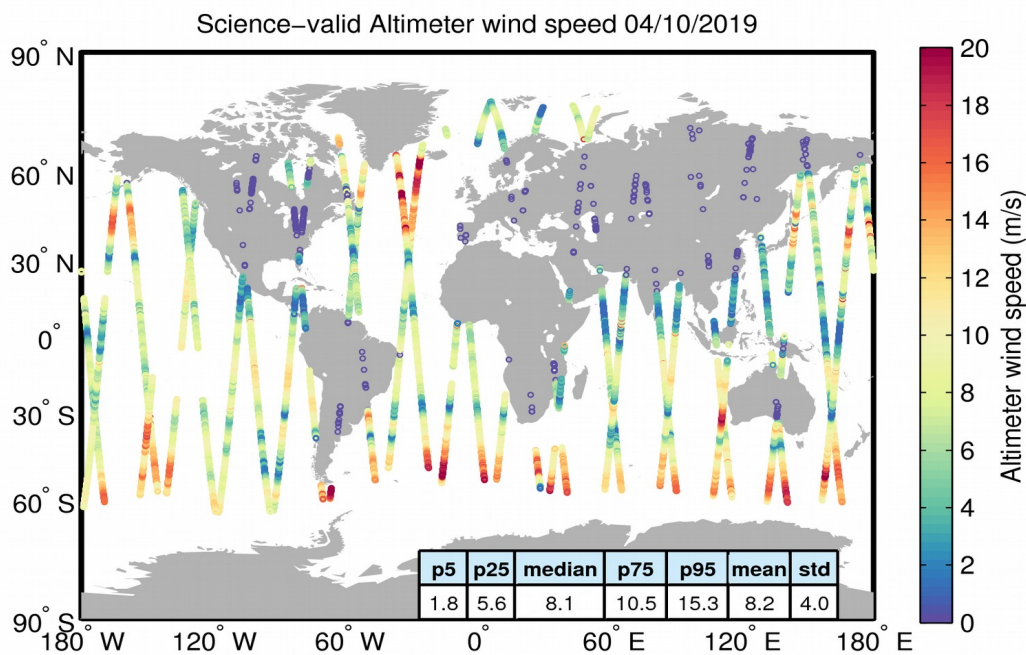 Science−valid Altimeter wind speed 04/10/2019
90° N
60° N
30° N
0°
30° S
60° S
90° S
180° W
120° W
60° W
0°
60° E
120° E
180° E
p5 p25 median p75 p95 mean std
1.8 5.6 8.1 10.5 15.3 8.2 4.0
20
18
16
14
12
10
8
6
4
2
0
Altimeter wind speed (m/s)